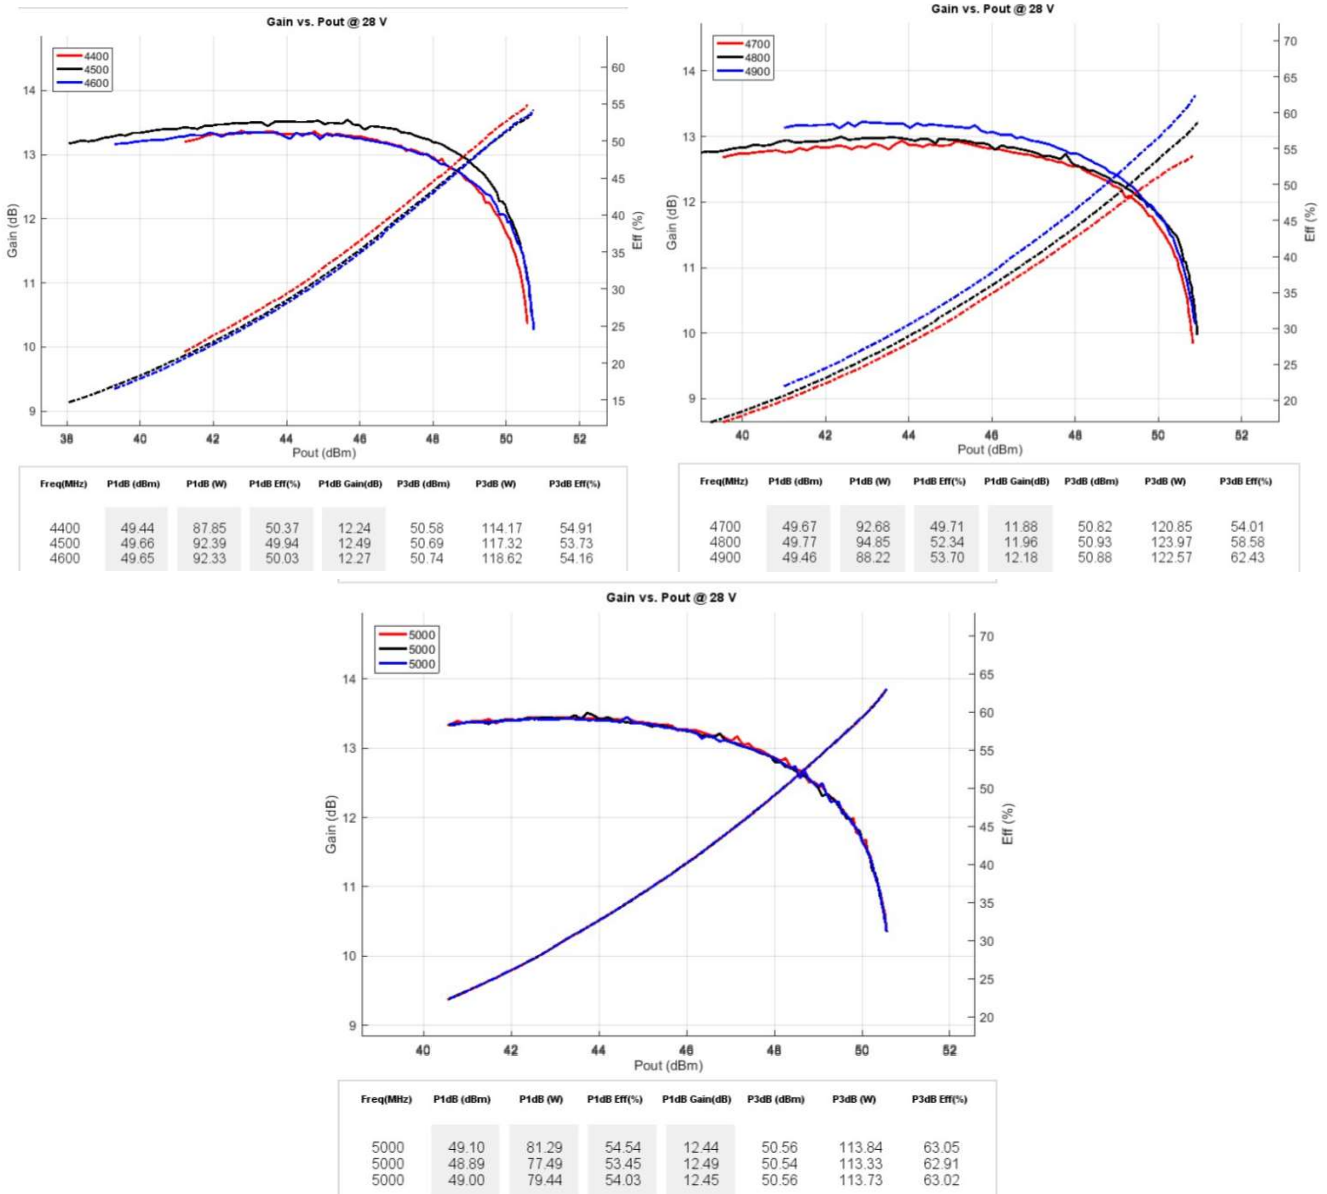 Gain vs. Pout @ 28 V
4400
4500
4600
14
13
12
11
10
9
Gain (dB)
60
55
50
45
40
35
30
25
20
15
Eff (%)
38 40 42 44 46 48 50 52
Pout (dBm)
Freq(MHz) P1dB (dBm) P1dB (W) P1dB Eff(%) P1dB Gain(dB) P3dB (dBm) P3dB (W) P3dB Eff(%)
4400 49.44 87.85 50.37 12.24 50.58 114.17 54.91
4500 49.66 92.39 49.94 12.49 50.69 117.32 53.73
4600 49.65 92.33 50.03 12.27 50.74 118.62 54.16
Gain vs. Pout @ 28 V
4700
4800
4900
14
13
12
11
10
9
Gain (dB)
70
65
60
55
50
45
40
35
30
25
20
Eff (%)
40 42 44 46 48 50 52
Pout (dBm)
Freq(MHz) P1dB (dBm) P1dB (W) P1dB Eff(%) P1dB Gain(dB) P3dB (dBm) P3dB (W) P3dB Eff(%)
4700 49.67 92.68 49.71 11.88 50.82 120.85 54.01
4800 49.77 94.85 52.34 11.96 50.93 123.97 58.58
4900 49.46 88.22 53.70 12.18 50.88 122.57 62.43
Gain vs. Pout @ 28 V
5000
5000
5000
14
13
12
11
10
9
Gain (dB)
70
65
60
55
50
45
40
35
30
25
20
Eff (%)
40 42 44 46 48 50 52
Pout (dBm)
Freq(MHz) P1dB (dBm) P1dB (W) P1dB Eff(%) P1dB Gain(dB) P3dB (dBm) P3dB (W) P3dB Eff(%)
5000 49.10 81.29 54.54 12.44 50.56 113.84 63.05
5000 48.89 77.49 53.45 12.49 50.54 113.33 62.91
5000 49.00 79.44 54.03 12.45 50.56 113.73 63.02